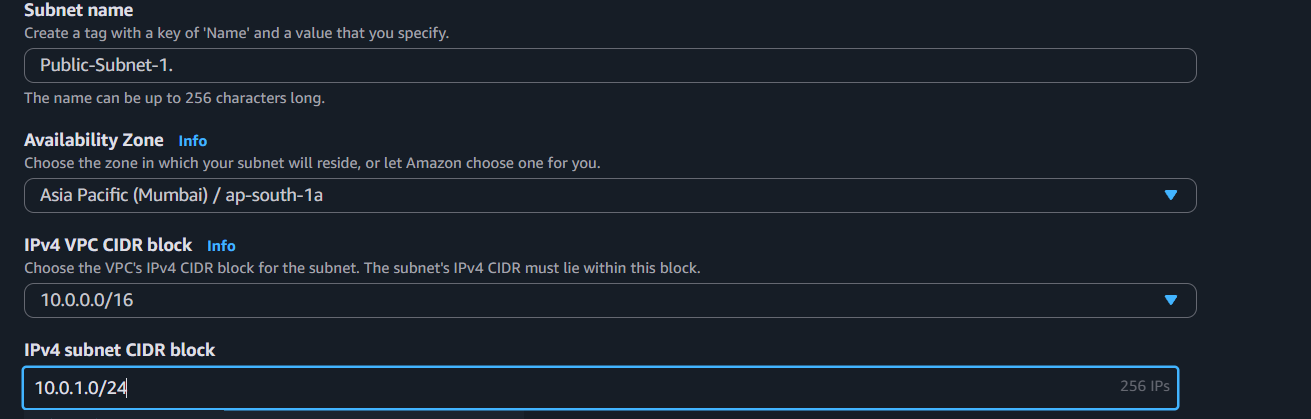 Subnet name
Create a tag with a key of 'Name' and a value that you specify.
Public-Subnet-1.
The name can be up to 256 characters long.
Availability Zone Info
Choose the zone in which your subnet will reside, or let Amazon choose one for you.
Asia Pacific (Mumbai) / ap-south-1a
IPv4 VPC CIDR block Info
Choose the VPC's IPv4 CIDR block for the subnet. The subnet's IPv4 CIDR must lie within this block.
10.0.0.0/16
IPv4 subnet CIDR block
10.0.1.0/24 256 IPs